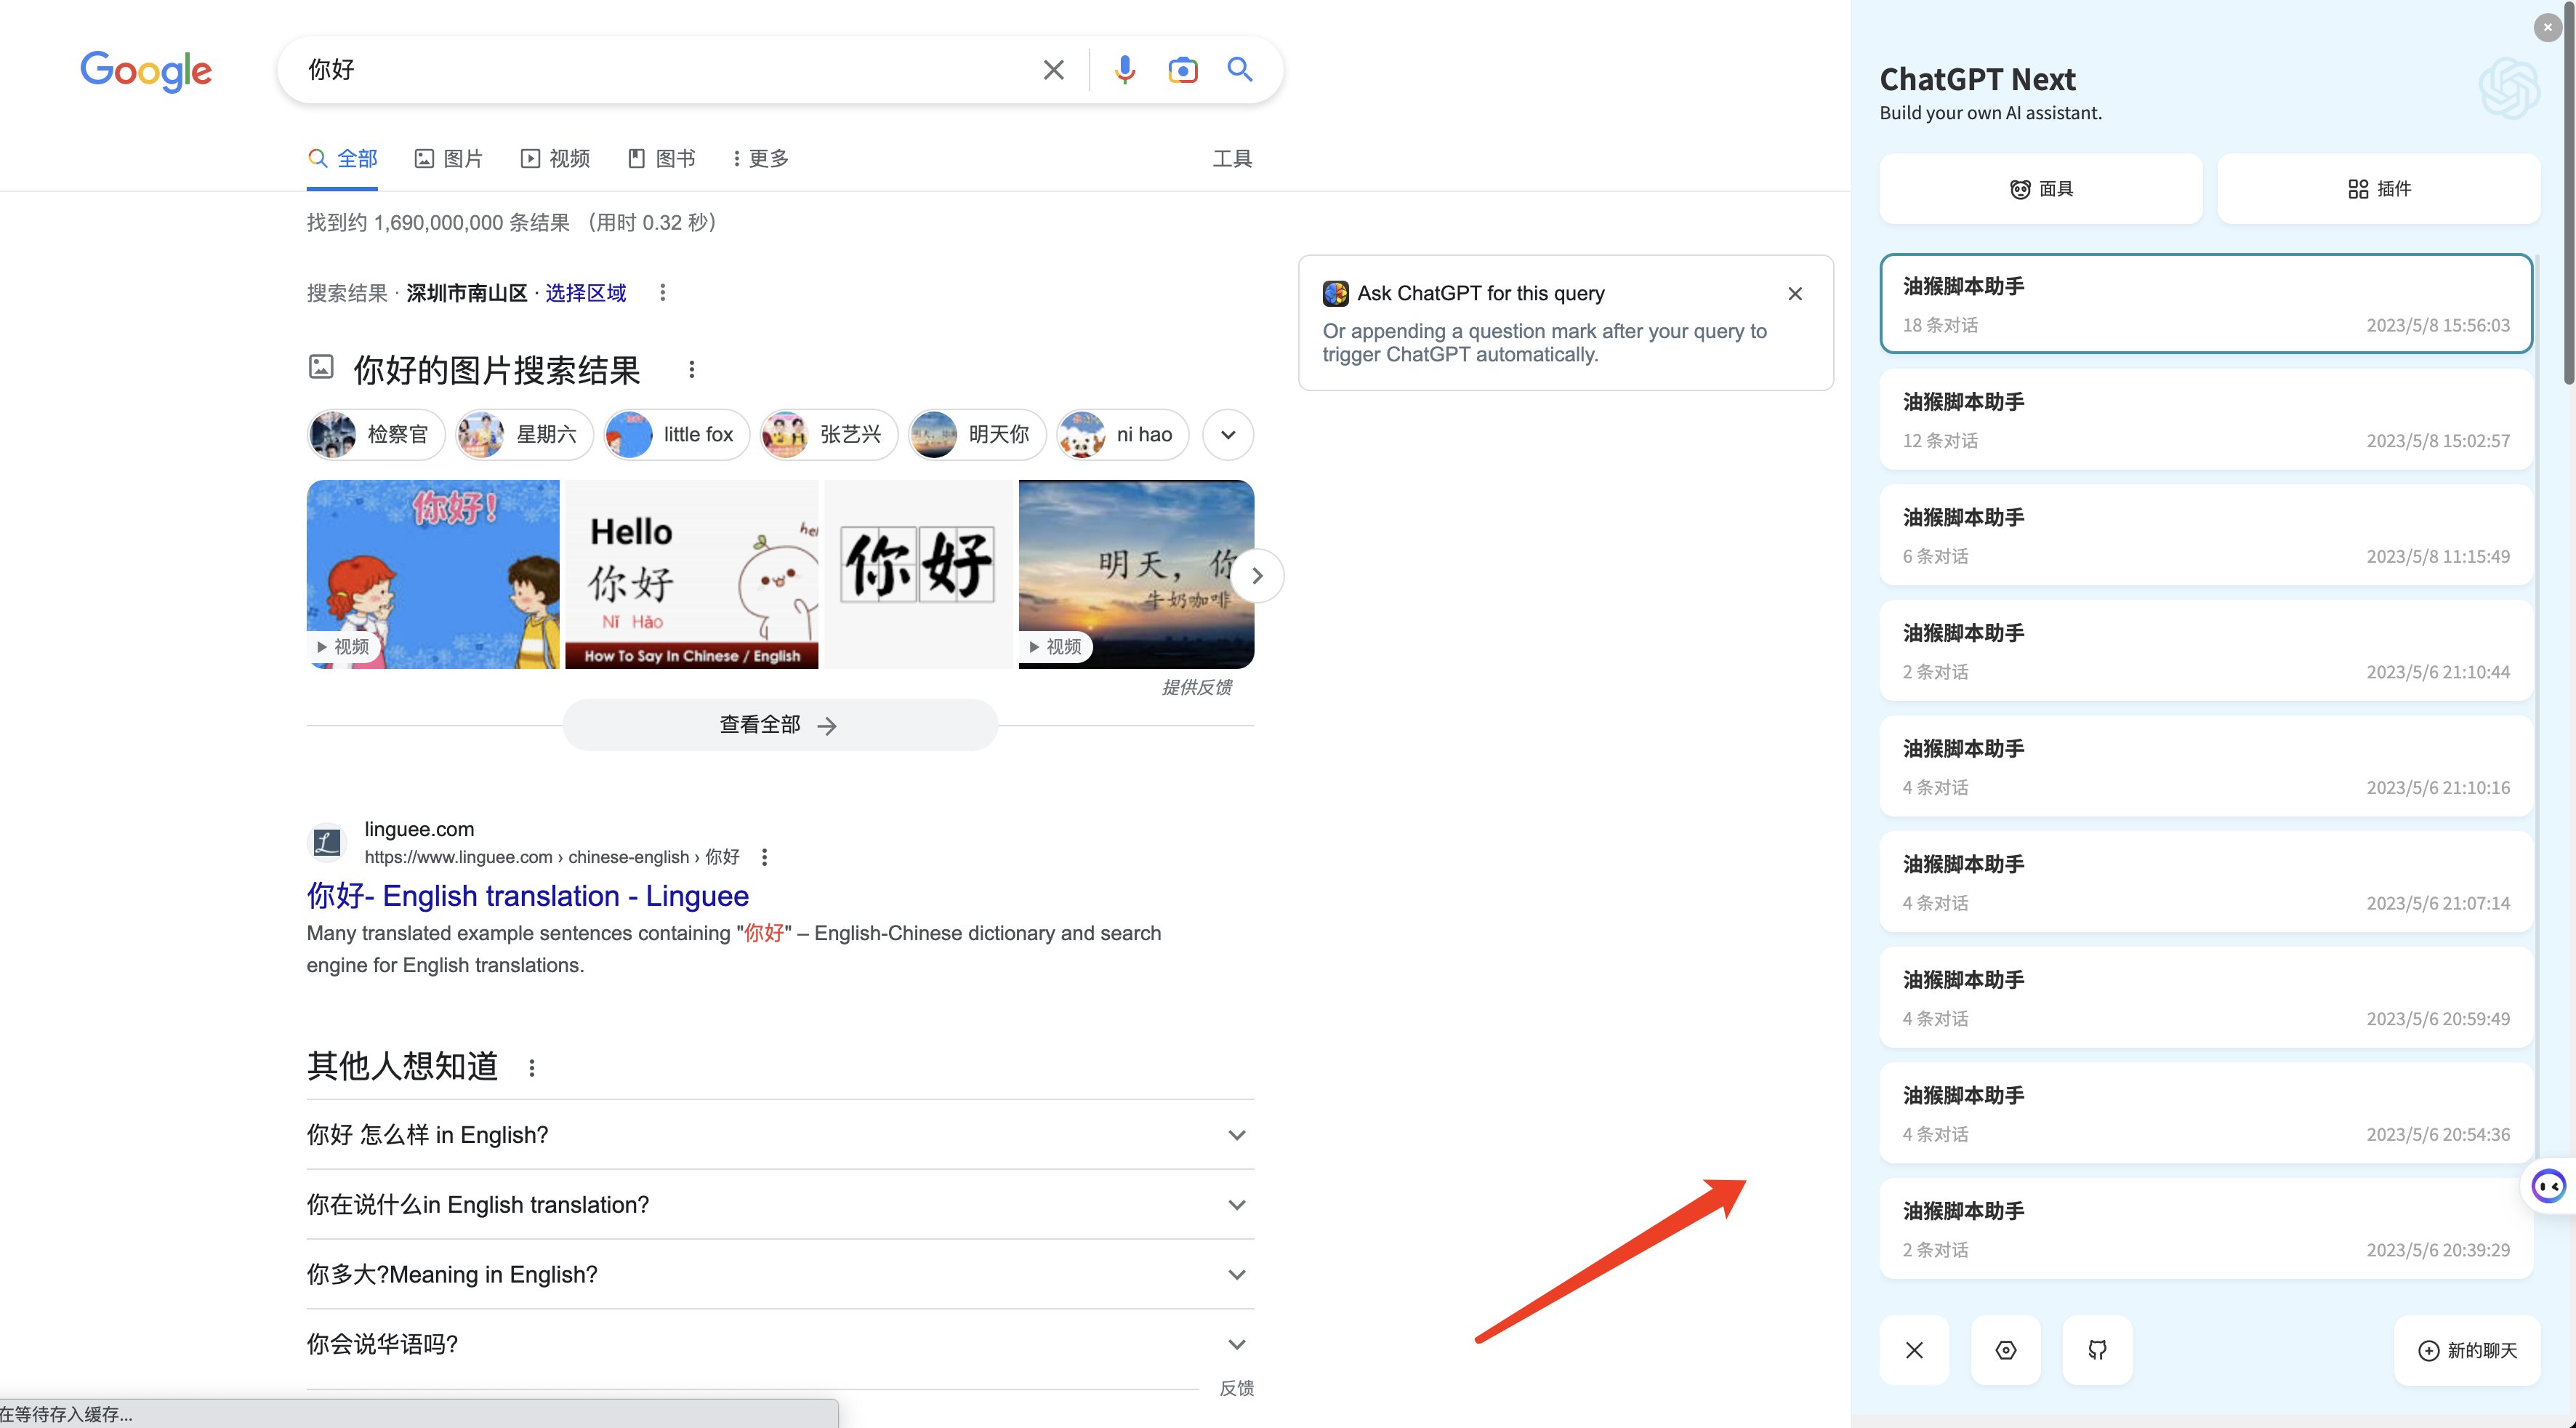 Google
你好
全部
图片
视频
图书
更多
工具
找到约 1,690,000,000 条结果 （用时 0.32 秒）
搜索结果 · 深圳市南山区 · 选择区域
你好的图片搜索结果
检察官
星期六
little fox
张艺兴
明天你
ni hao
你好!
视频
Hello
你好
Nǐ Hǎo
How To Say In Chinese / English
你好
明天，你
牛奶咖啡
视频
提供反馈
查看全部
linguee.com
https://www.linguee.com › chinese-english › 你好
你好- English translation - Linguee
Many translated example sentences containing "你好" – English-Chinese dictionary and search
engine for English translations.
其他人想知道
你好 怎么样 in English?
你在说什么in English translation?
你多大?Meaning in English?
你会说华语吗?
反馈
在等待存入缓存...
Ask ChatGPT for this query
Or appending a question mark after your query to
trigger ChatGPT automatically.
ChatGPT Next
Build your own AI assistant.
面具
插件
油猴脚本助手
18 条对话 2023/5/8 15:56:03
油猴脚本助手
12 条对话 2023/5/8 15:02:57
油猴脚本助手
6 条对话 2023/5/8 11:15:49
油猴脚本助手
2 条对话 2023/5/6 21:10:44
油猴脚本助手
4 条对话 2023/5/6 21:10:16
油猴脚本助手
4 条对话 2023/5/6 21:07:14
油猴脚本助手
4 条对话 2023/5/6 20:59:49
油猴脚本助手
4 条对话 2023/5/6 20:54:36
油猴脚本助手
2 条对话 2023/5/6 20:39:29
新的聊天